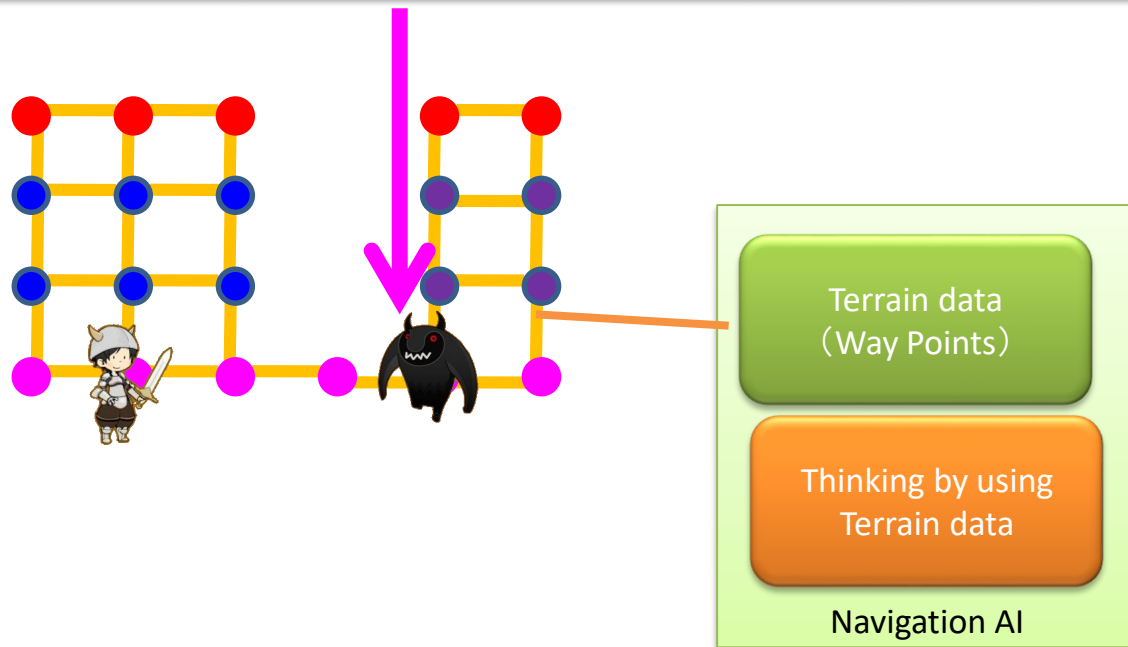 Terrain data
（Way Points）
Thinking by using
Terrain data
Navigation AI